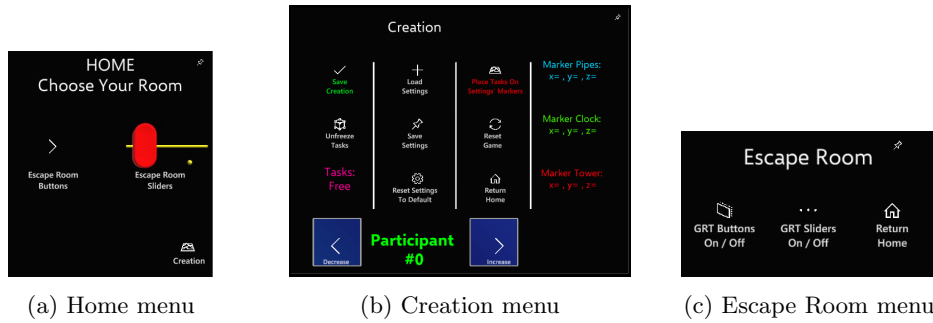 HOME
Choose Your Room
Escape Room
Buttons
Escape Room
Sliders
Creation
(a) Home menu
Creation
Save
Creation
Load
Settings
Place Tasks On
Settings' Markers
Marker Pipes:
x= , y= , z=
Unfreeze
Tasks
Save
Settings
Reset
Game
Marker Clock:
x= , y= , z=
Tasks:
Free
Reset Settings
To Default
Return
Home
Marker Tower:
x= , y= , z=
Decrease
Participant
#0
Increase
(b) Creation menu
Escape Room
GRT Buttons
On / Off
GRT Sliders
On / Off
Return
Home
(c) Escape Room menu